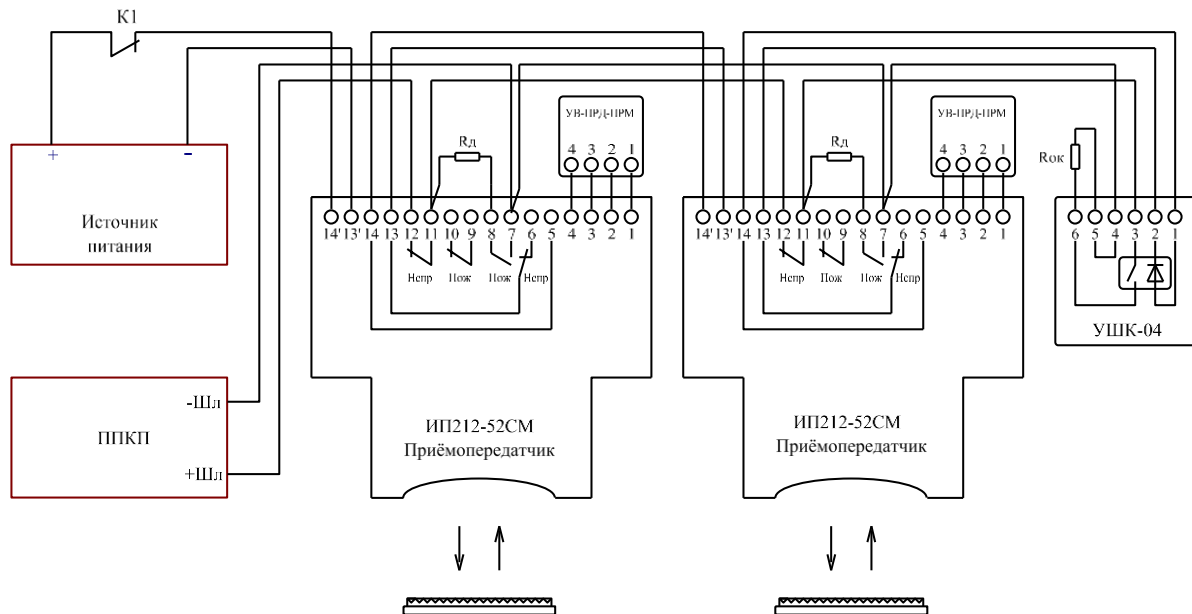 К1
+
-
Источник
питания
ППКП
-Шл
+Шл
УВ-ПРД-ПРМ
4 3 2 1
Rд
14' 13' 14 13 12 11 10 9 8 7 6 5 4 3 2 1
Непр Пож Пож Непр
ИП212-52СМ
Приёмопередатчик
УВ-ПРД-ПРМ
4 3 2 1
Rд
14' 13' 14 13 12 11 10 9 8 7 6 5 4 3 2 1
Непр Пож Пож Непр
ИП212-52СМ
Приёмопередатчик
Rок
6 5 4 3 2 1
УШК-04